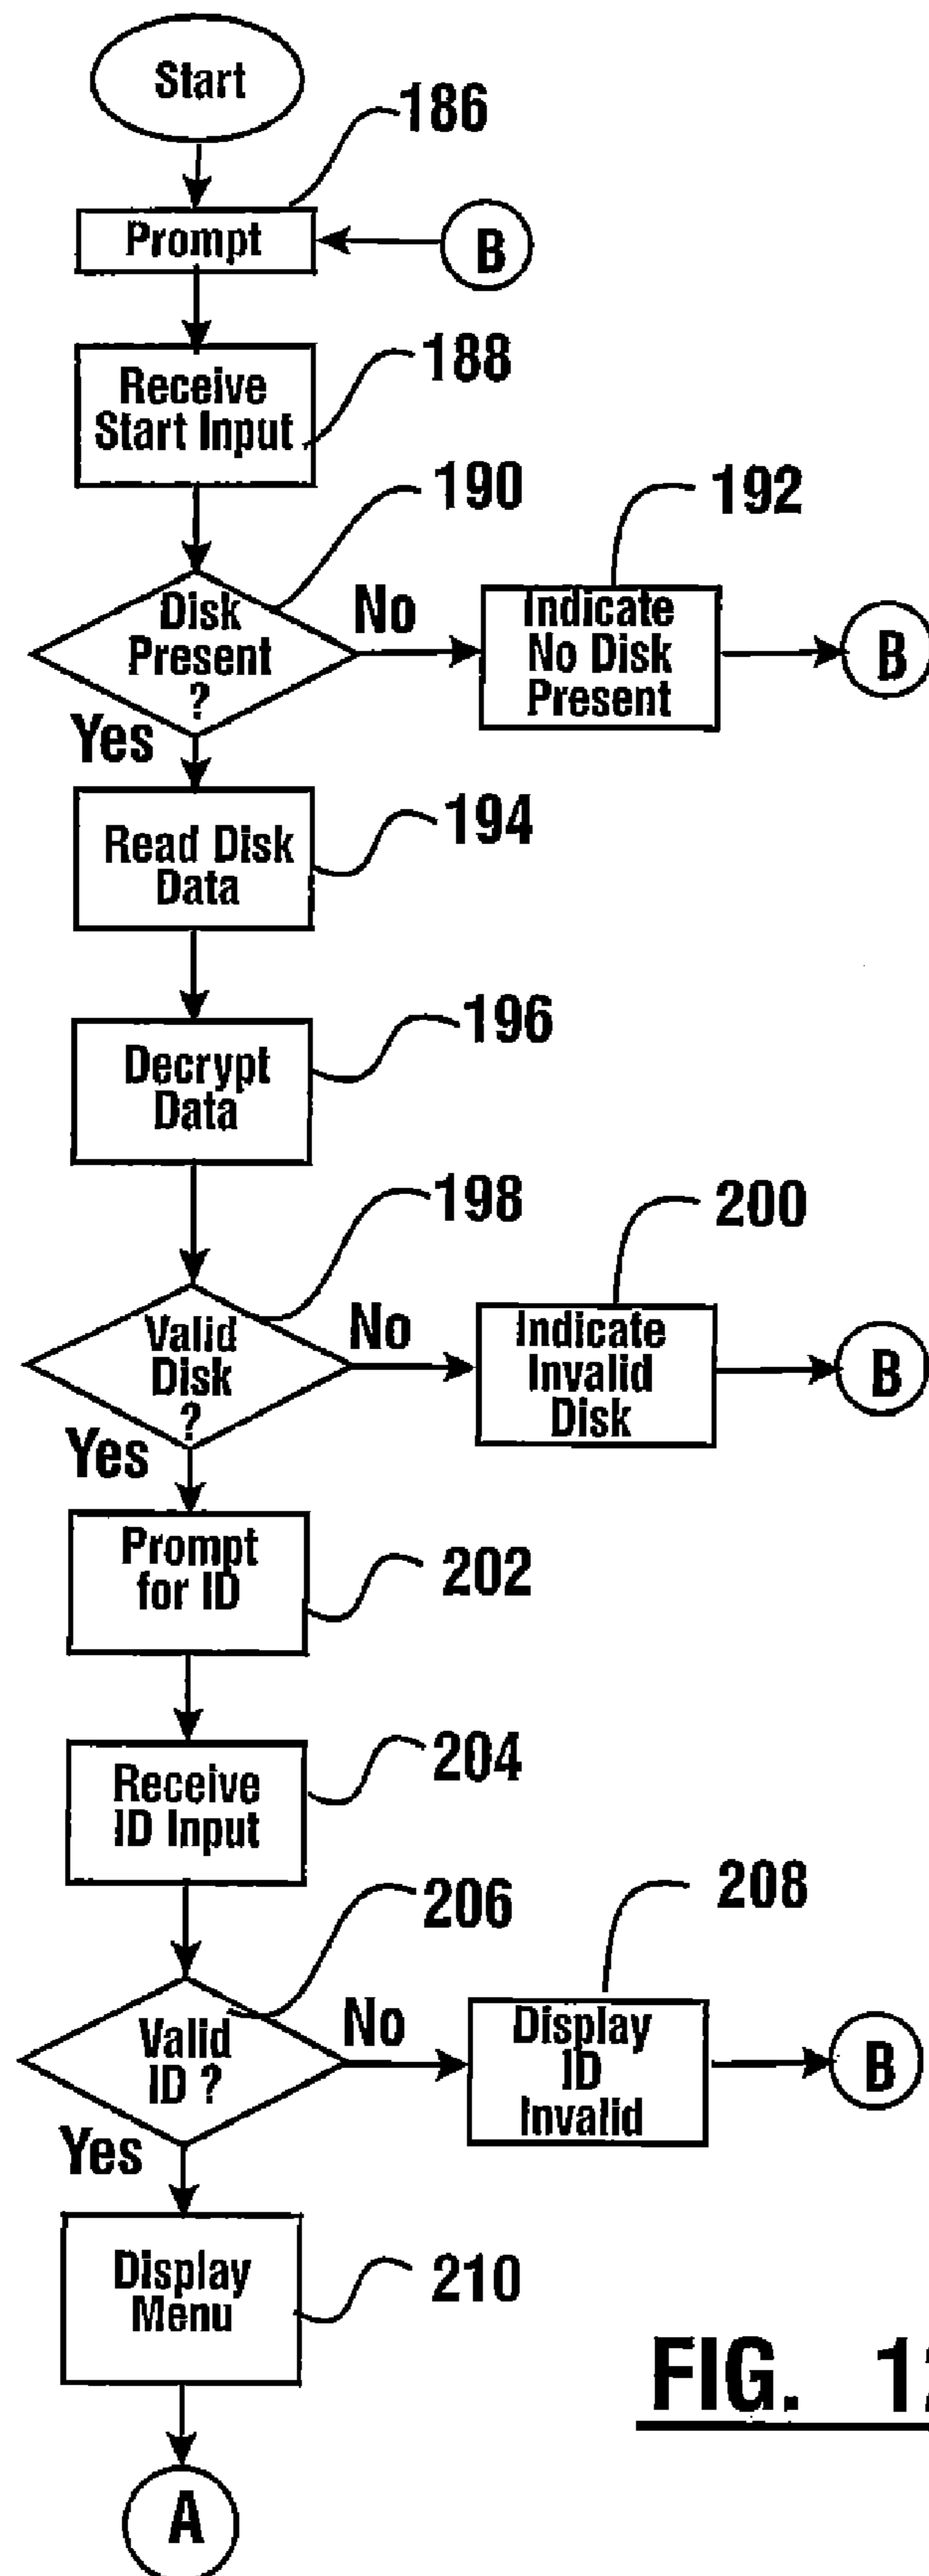 Start
186
Prompt
B
188
Receive
Start Input
190
192
Disk
Present
?
No
Indicate
No Disk
Present
B
Yes
194
Read Disk
Data
196
Decrypt
Data
198
200
Valid
Disk
?
No
Indicate
Invalid
Disk
B
Yes
Prompt
for ID
202
204
Receive
ID Input
206
208
Valid
ID ?
No
Display
ID
Invalid
B
Yes
Display
Menu
210
FIG.
A